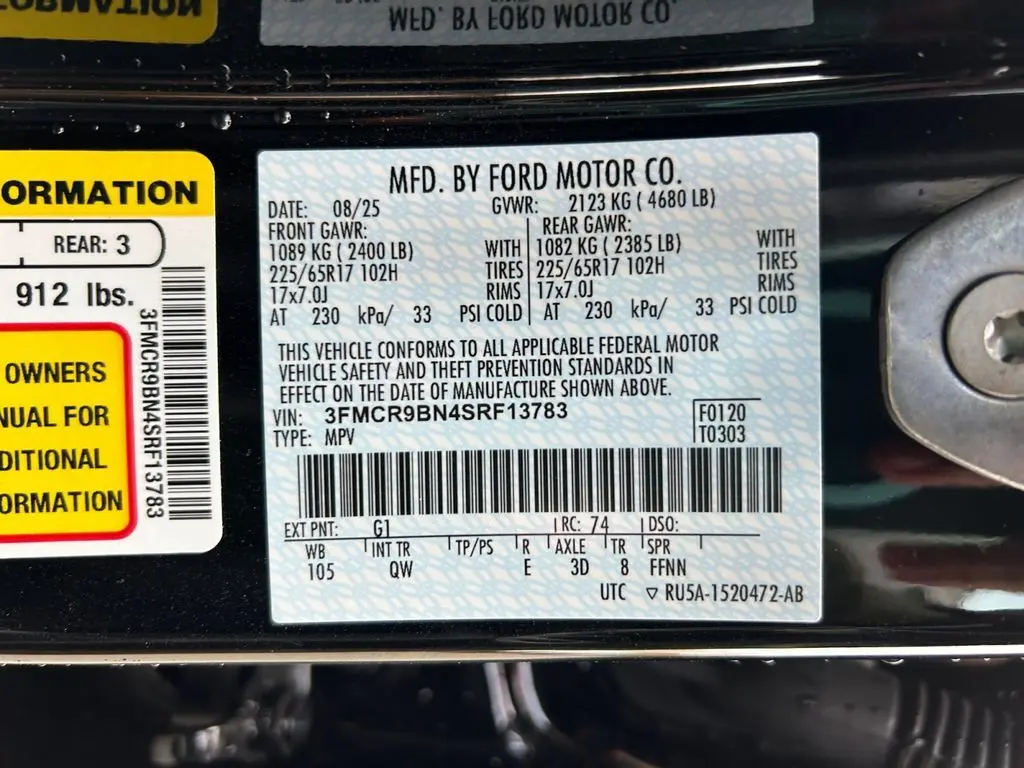 ORMATION
REAR: 3
912 lbs.
OWNERS
NUAL FOR
DITIONAL
ORMATION
3FMCR9BN4SRF13783
MFD. BY FORD MOTOR CO.
MFD. BY FORD MOTOR CO.
DATE: 08/25 GVWR: 2123 KG ( 4680 LB)
FRONT GAWR: REAR GAWR:
1089 KG ( 2400 LB) WITH 1082 KG ( 2385 LB) WITH
225/65R17 102H TIRES 225/65R17 102H TIRES
17x7.0J RIMS 17x7.0J RIMS
AT 230 kPa/ 33 PSI COLD AT 230 kPa/ 33 PSI COLD
THIS VEHICLE CONFORMS TO ALL APPLICABLE FEDERAL MOTOR
VEHICLE SAFETY AND THEFT PREVENTION STANDARDS IN
EFFECT ON THE DATE OF MANUFACTURE SHOWN ABOVE.
VIN: 3FMCR9BN4SRF13783 F0120
TYPE: MPV T0303
EXT PNT: G1 RC: 74 DSO:
WB INT TR TP/PS R AXLE TR SPR
105 QW E 3D 8 FFNN
UTC ▽ RU5A-1520472-AB